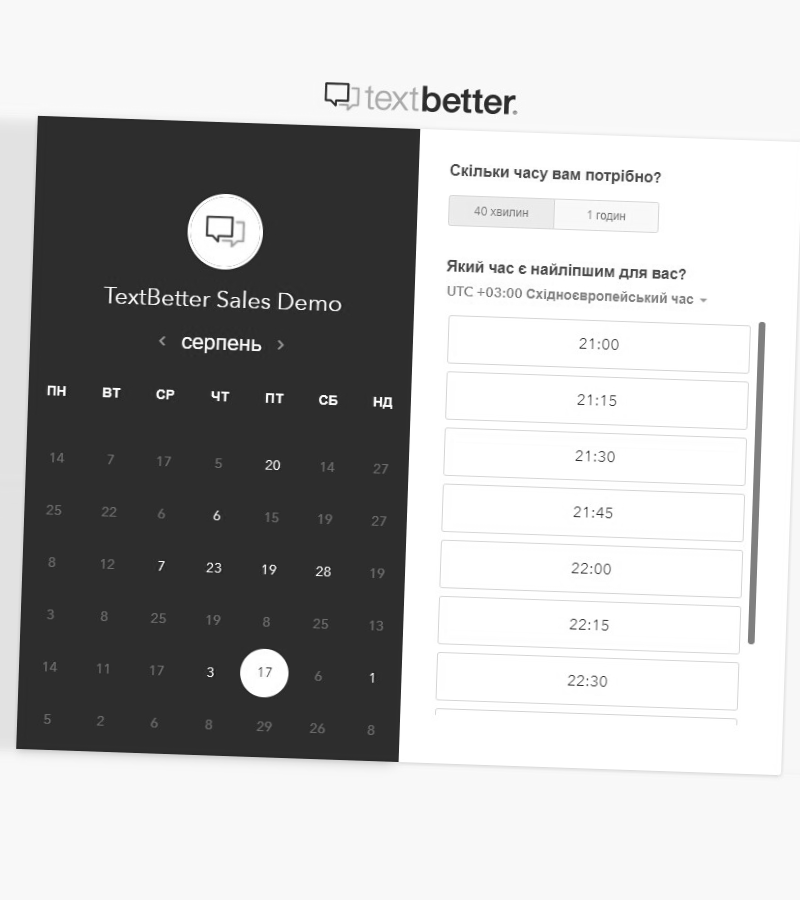 textbetter.
TextBetter Sales Demo
серпень
ПН ВТ СР ЧТ ПТ СБ НД
14 7 17 5 20 14 27
25 22 6 6 15 19 27
8 12 7 23 19 28 19
3 8 25 19 8 25 13
14 11 17 3 17 6 1
5 2 6 8 29 26 8
Скільки часу вам потрібно?
40 хвилин 1 годин
Який час є найліпшим для вас?
UTC +03:00 Східноєвропейський час
21:00
21:15
21:30
21:45
22:00
22:15
22:30